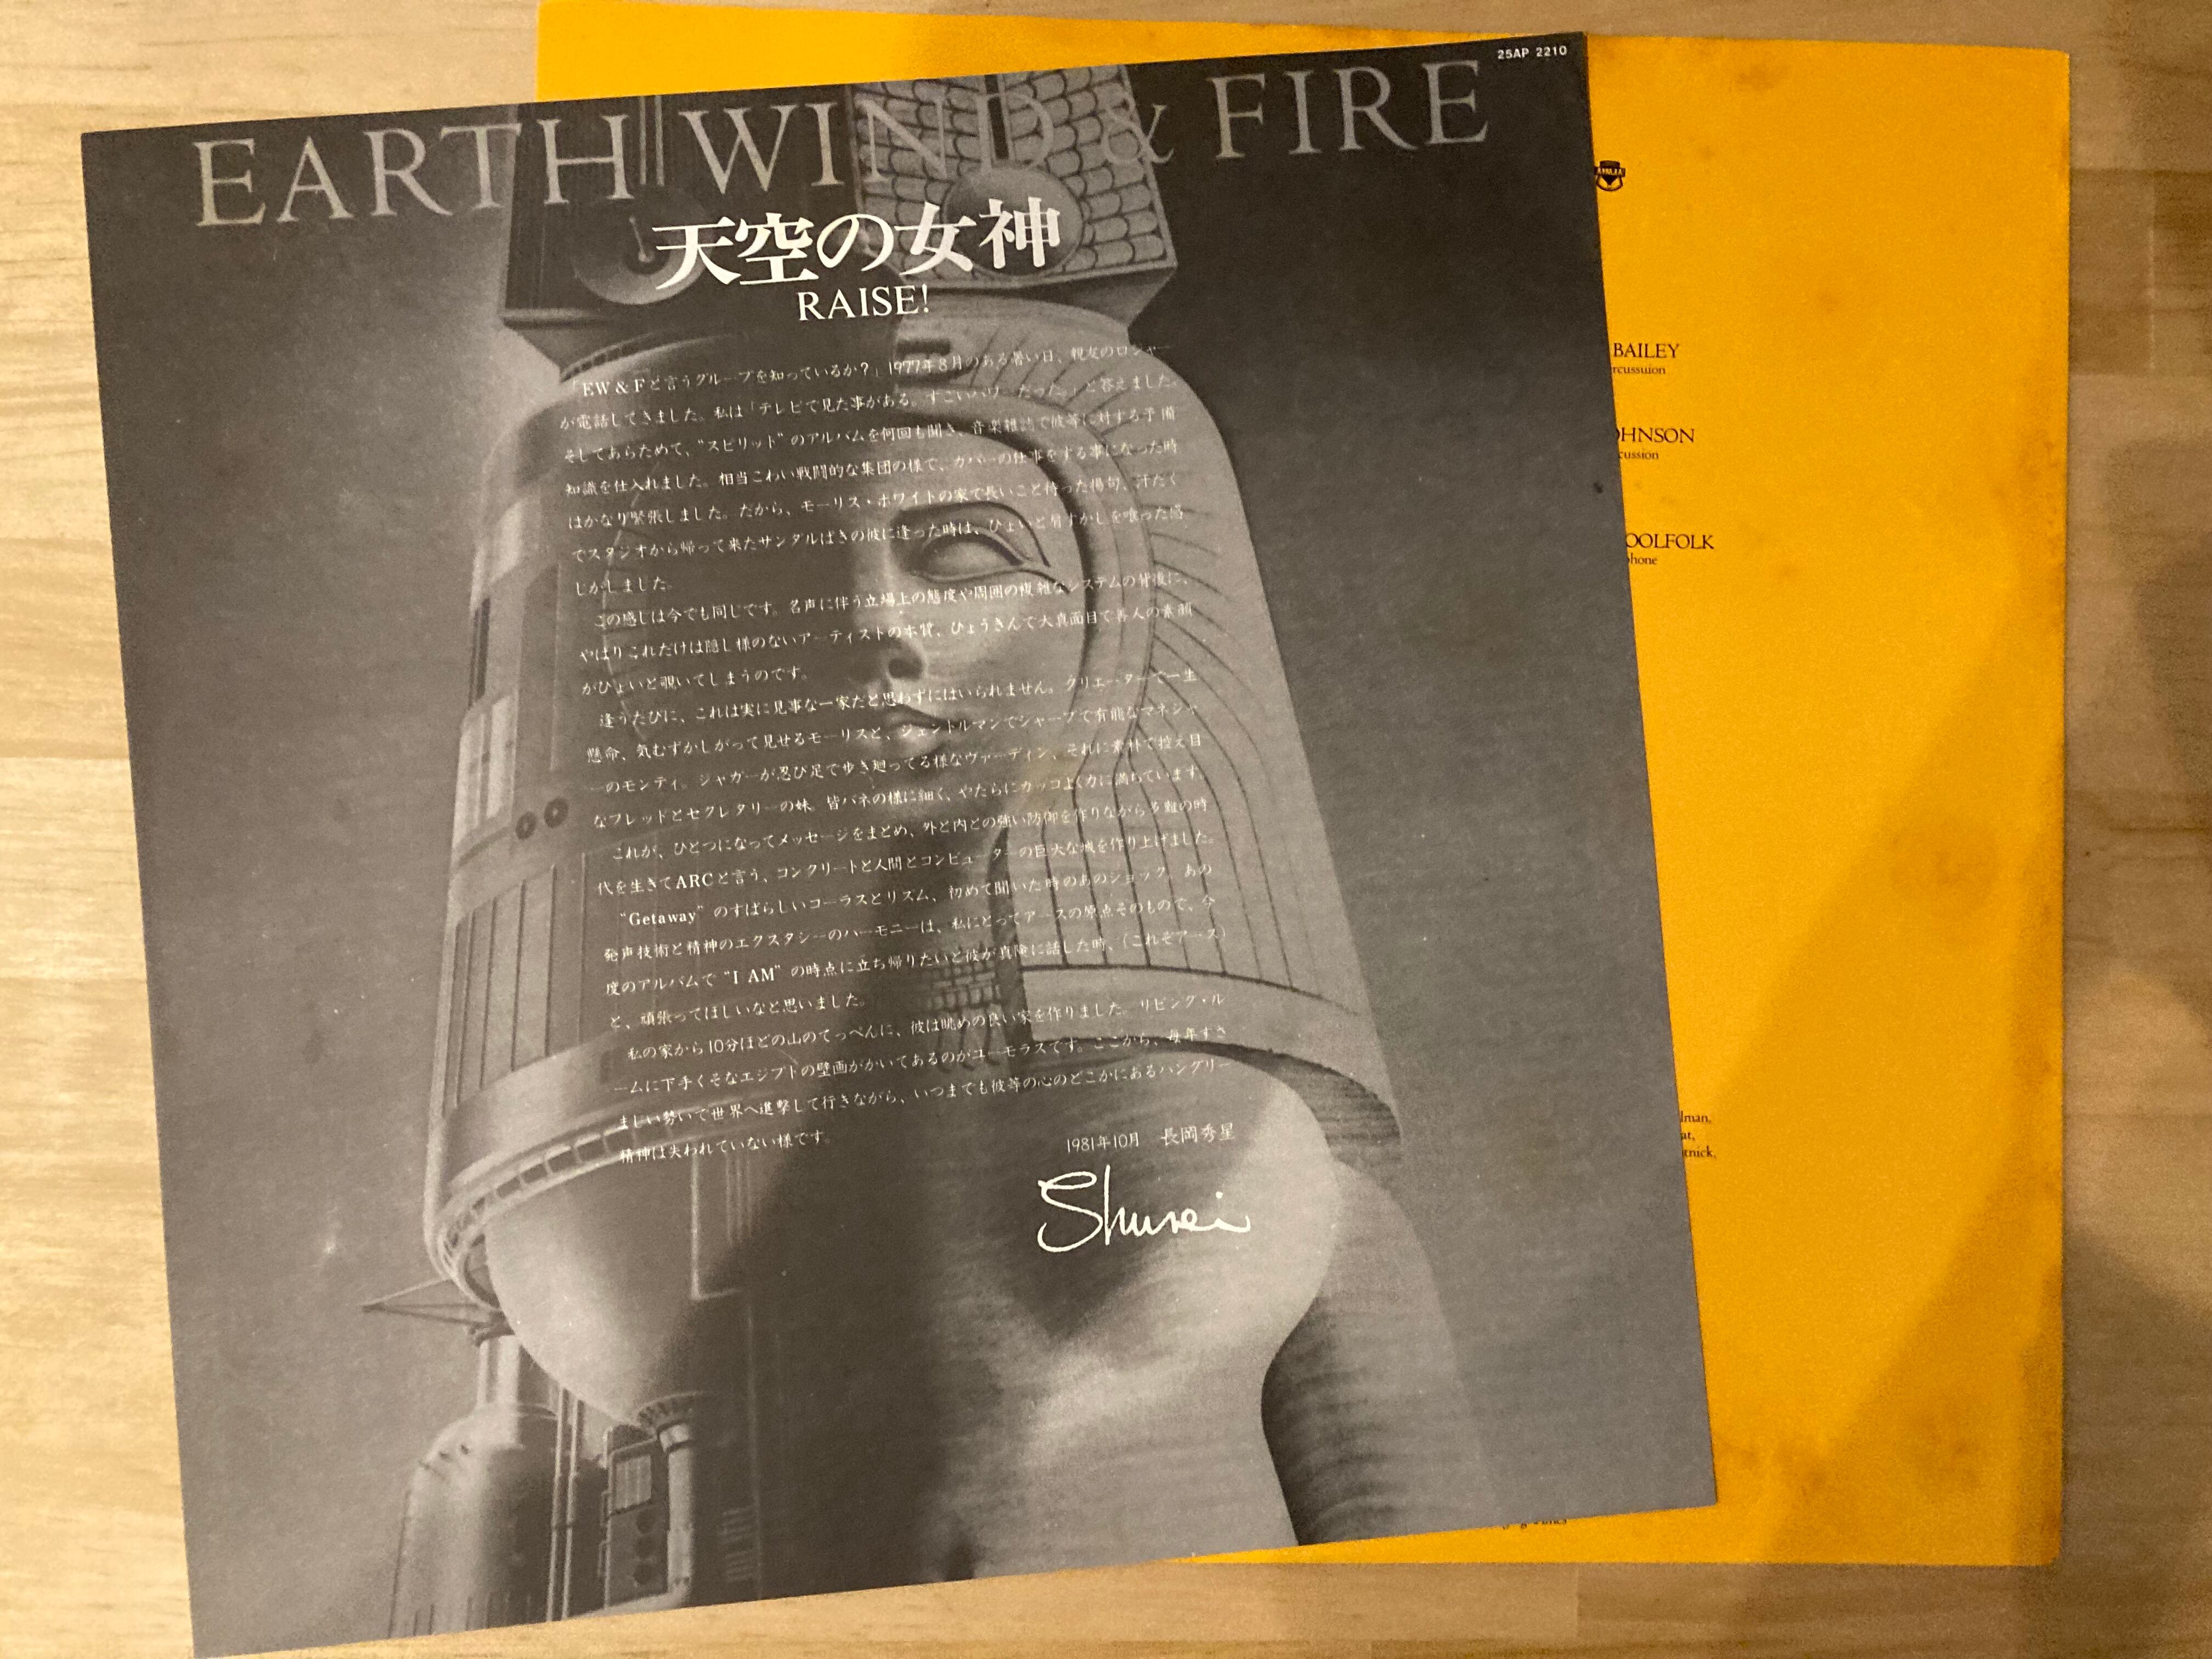 25AP 2210
EARTH WIND & FIRE
天空の女神
RAISE!
「EW & Fと言うグループを知っているか？」1977年8月のある暑い日、親友のロジャー
が電話してきました。私は「テレビで見た事がある。すごいパワーだった。」と答えました。
そしてあらためて、“スピリット”のアルバムを何回も聞き、音楽雑誌で彼等に対する予備
知識を仕入れました。相当こわい戦闘的な集団の様で、カバーの仕事をする事になった時
はかなり緊張しました。だから、モーリス・ホワイトの家で長いこと待った揚句、汗だく
でスタジオから帰って来たサンダルばきの彼に逢った時は、ひょいと肩すかしを喰った感
じがしました。
この感じは今でも同じです。名声に伴う立場上の態度や周囲の複雑なシステムの背後に、
やはりこれだけは隠し様のないアーティストの本質、ひょうきんで大真面目で善人の素顔
がひょいと覗いてしまうのです。
逢うたびに、これは実に見事な一家だと思わずにはいられません。クリエーターで一生
懸命、気むずかしがって見せるモーリスと、ジェントルマンでシャープで有能なマネジャ
ーのモンティ。ジャガーが忍び足で歩き廻ってる様なヴァーディン、それに素朴で控え目
なフレッドとセクレタリーの妹。皆バネの様に細く、やたらにカッコよく力に満ちています。
これが、ひとつになってメッセージをまとめ、外と内との強い防御を作りながら多難の時
代を生きてARCと言う、コンクリートと人間とコンピューターの巨大な城を作り上げました。
“Getaway”のすばらしいコーラスとリズム、初めて聞いた時のあのショック。あの
発声技術と精神のエクスタシーのハーモニーは、私にとってアースの原点そのもので、今
度のアルバムで“I AM”の時点に立ち帰りたいと彼が真険に話した時、（これぞアース）
と、頑張ってほしいなと思いました。
私の家から10分ほどの山のてっぺんに、彼は眺めの良い家を作りました。リビング・ル
ームに下手くそなエジプトの壁画がかいてあるのがユーモラスです。ここから、毎年すさ
まじい勢いで世界へ進撃して行きながら、いつまでも彼等の心のどこかにあるハングリー
精神は失われていない様です。
1981年10月　長岡秀星
Shusei
BAILEY
rcussuion
OHNSON
cussion
OOLFOLK
phone
lman,
at,
tnick,